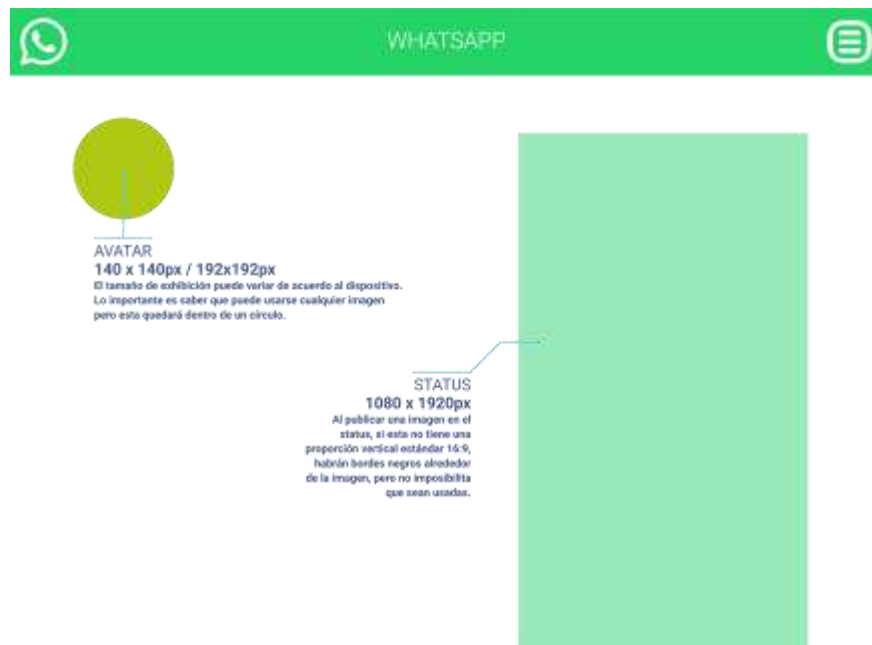 WHATSAPP
AVATAR
140 x 140px / 192x192px
El tamaño de exhibición puede variar de acuerdo al dispositivo.
Lo importante es saber que puede usarse cualquier imagen
pero esta quedará dentro de un círculo.
STATUS
1080 x 1920px
Al publicar una imagen en el
status, si esta no tiene una
proporción vertical estándar 16:9,
habrán bordes negros alrededor
de la imagen, pero no imposibilita
que sean usadas.